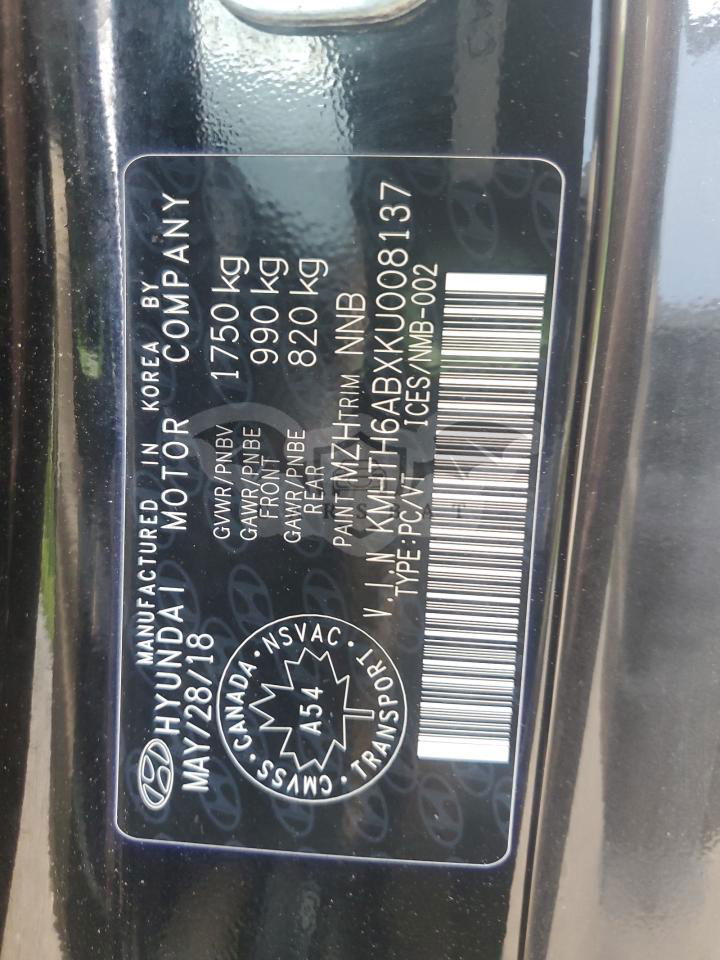 MANUFACTURED IN KOREA BY
HYUNDAI MOTOR COMPANY
MAY/28/18
GVWR/PNBV 1750 kg
GAWR/PNBE FRONT 990 kg
GAWR/PNBE REAR 820 kg
CMVSS · CANADA · NSVAC · TRANSPORT ·
A54
PAINT MZH TRIM NNB
V.I.N KMHTH6ABXKU008137
TYPE:PC/VT ICES/NMB-002